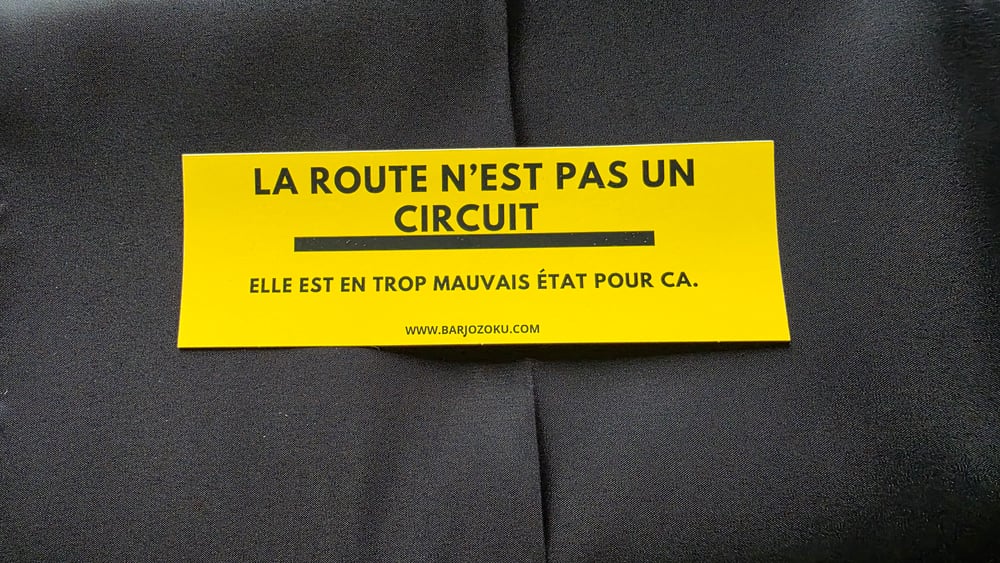 LA ROUTE N’EST PAS UN
CIRCUIT
ELLE EST EN TROP MAUVAIS ÉTAT POUR CA.
WWW.BARJOZOKU.COM